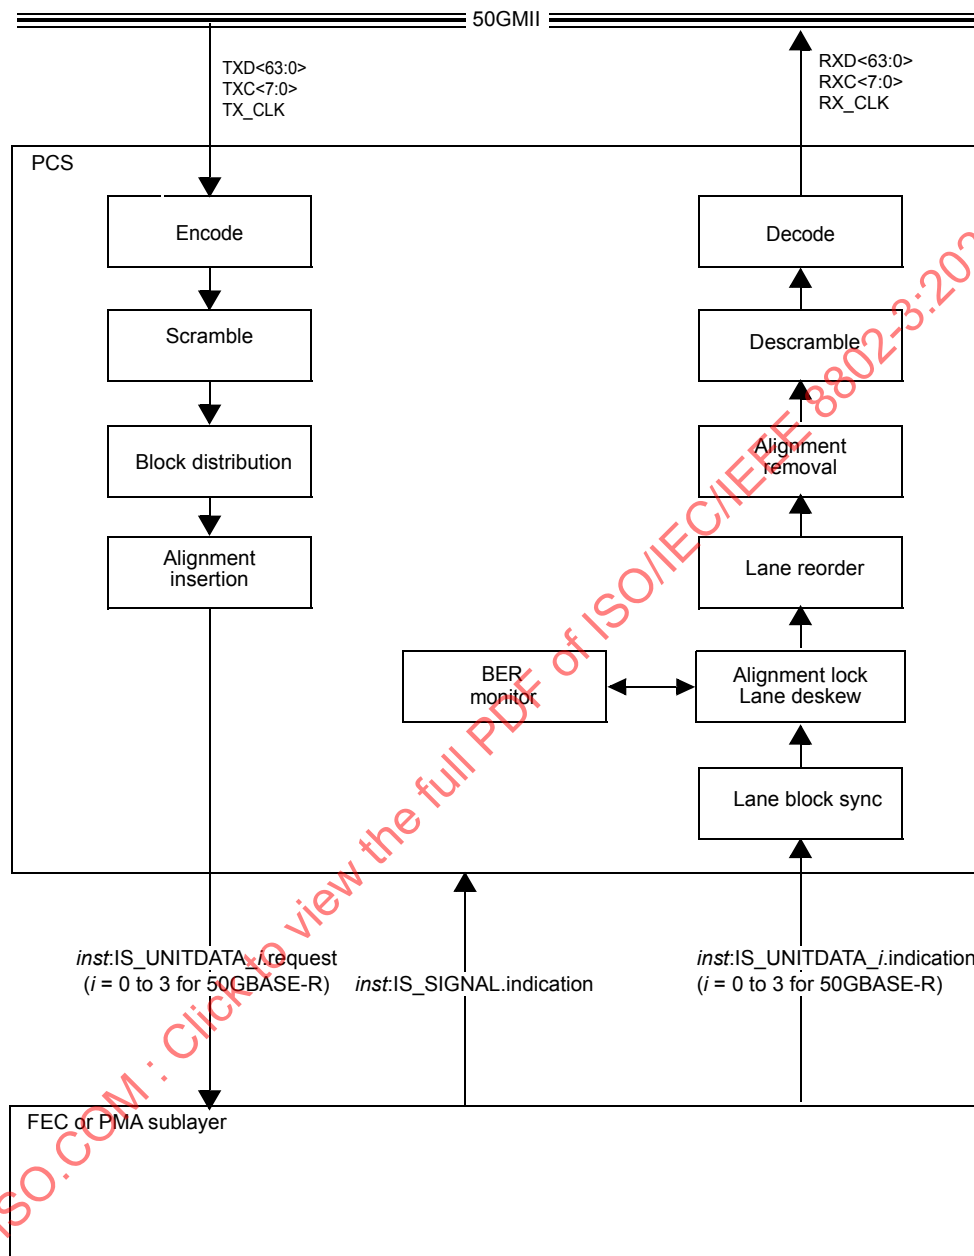 50GMII
TXD<63:0>
TXC<7:0>
TX_CLK
RXD<63:0>
RXC<7:0>
RX_CLK
PCS
Encode
Decode
Scramble
Descramble
Block distribution
Alignment
removal
Alignment
insertion
Lane reorder
BER
monitor
Alignment lock
Lane deskew
Lane block sync
inst:IS_UNITDATA_i.request
(i = 0 to 3 for 50GBASE-R)
inst:IS_SIGNAL.indication
inst:IS_UNITDATA_i.indication
(i = 0 to 3 for 50GBASE-R)
FEC or PMA sublayer
ISO.COM : Click to view the full PDF of ISO/IEC/IEEE 8802-3:202